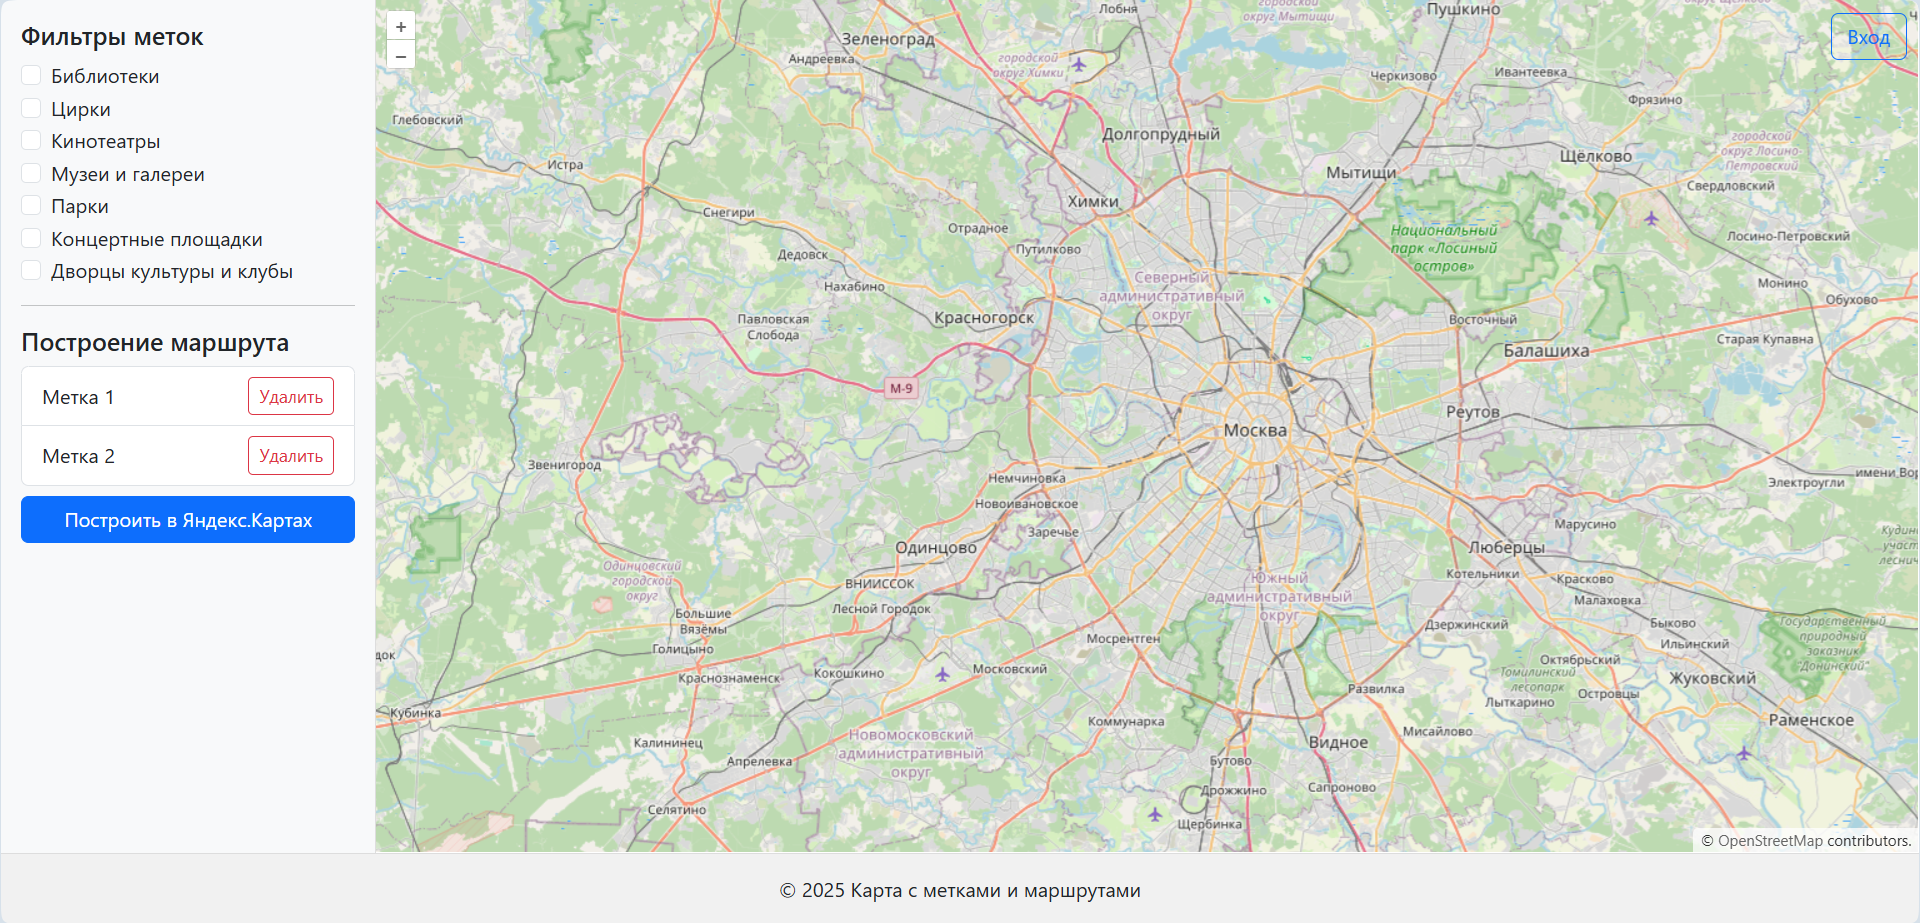 Фильтры меток
Библиотеки
Цирки
Кинотеатры
Музеи и галереи
Парки
Концертные площадки
Дворцы культуры и клубы
Построение маршрута
Метка 1
Удалить
Метка 2
Удалить
Построить в Яндекс.Картах
+
−
Вход
Лобня
округ Мытищи
Пушкино
Зеленоград
Андреевка
городской
округ Химки
Черкизово
Ивантеевка
Фрязино
Глебовский
Долгопрудный
городской
округ Лосино-
Петровский
Щёлково
Истра
Мытищи
Свердловский
Химки
Снегири
Отрадное
Национальный
парк «Лосиный
остров»
Лосино-Петровский
Путилково
Дедовск
Северный
административный
округ
Нахабино
Монино
Обухово
Павловская
Слобода
Красногорск
Восточный
Старая Купавна
Балашиха
М-9
Реутов
Москва
Звенигород
Немчиновка
имени Вор
Электроугли
Новоивановское
Марусино
Заречье
Одинцово
Люберцы
Одинцовский
городской
округ
ВНИИССОК
Южный
административный
округ
Котельники
Красково
Малаховка
Большие
Вязёмы
Лесной Городок
Дзержинский
Быково
Государственный
природный
заказник
"Донинский"
Мосрентген
Ильинский
Голицыно
Октябрьский
Томилинский
лесопарк
Краснознаменск
Кокошкино
Московский
Жуковский
Развилка
Островцы
Лыткарино
Кубинка
Коммунарка
Раменское
Мисайлово
Калининец
Новомосковский
административный
округ
Видное
Апрелевка
Бутово
Дрожжино
Сапроново
Селятино
Щербинка
© OpenStreetMap contributors.
© 2025 Карта с метками и маршрутами